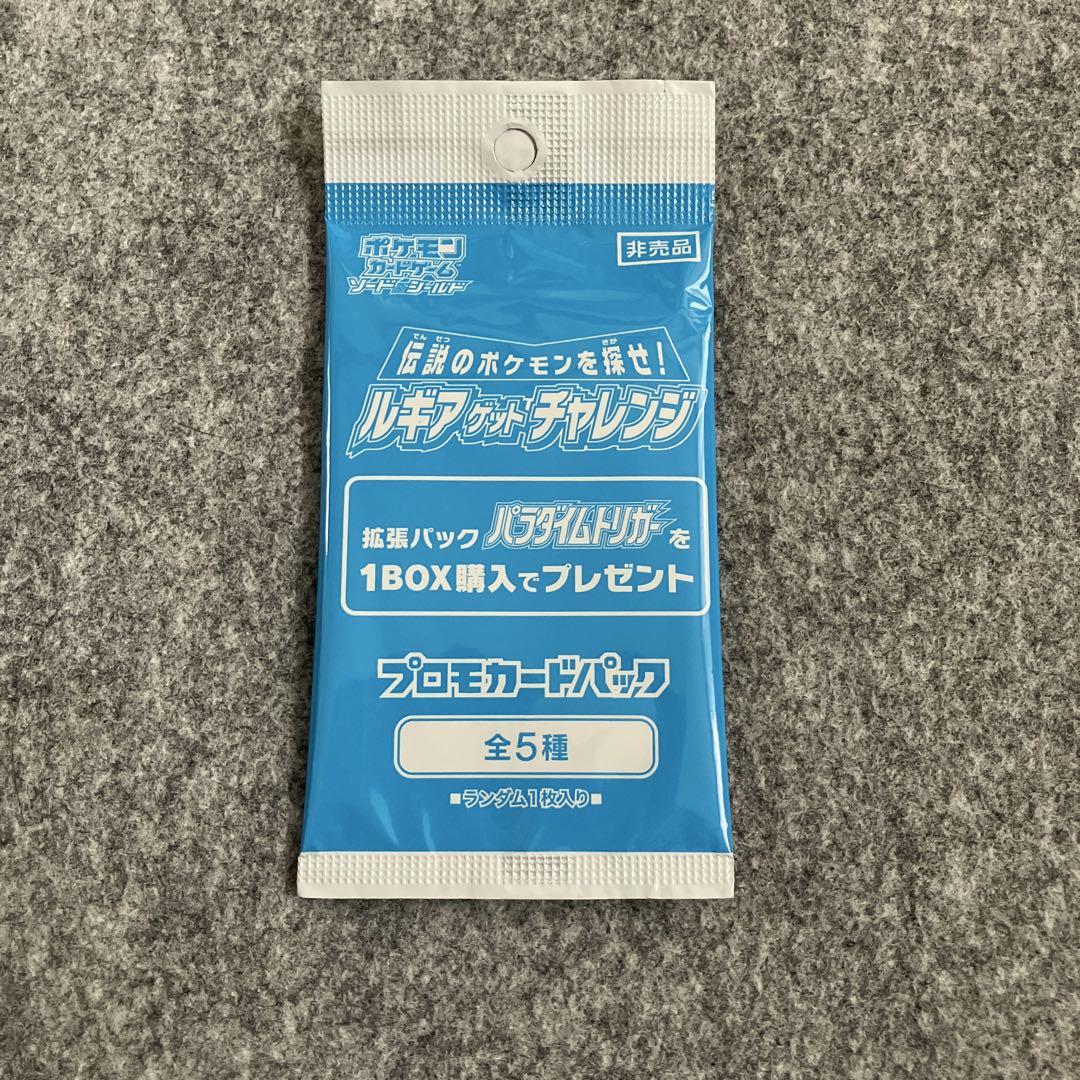 ポケモン
カードゲーム
ソード&シールド
非売品
でんせつ さが
伝説のポケモンを探せ!
ルギアゲットチャレンジ
拡張パック パラダイムトリガーを
1BOX購入でプレゼント
プロモカードパック
全5種
■ランダム1枚入り■